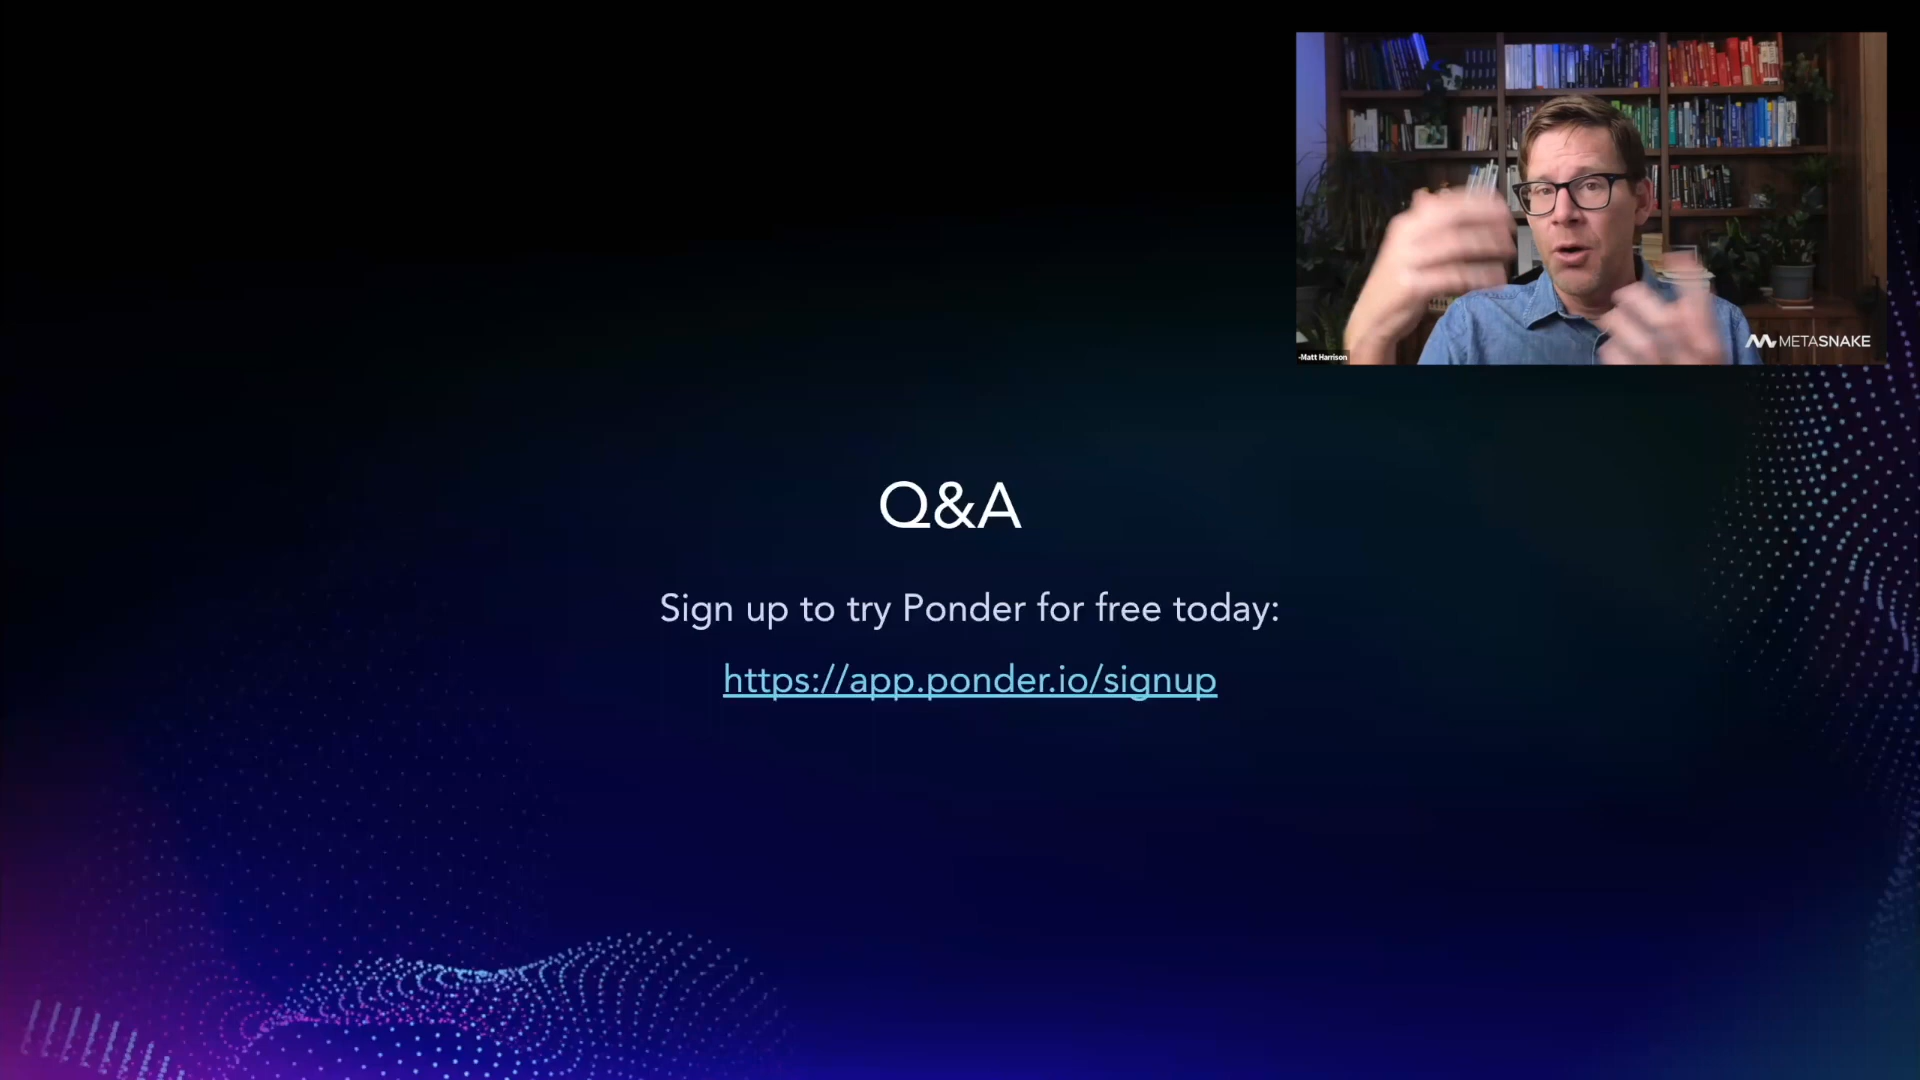 -Matt Harrison
METASNAKE
Q&A
Sign up to try Ponder for free today:
https://app.ponder.io/signup